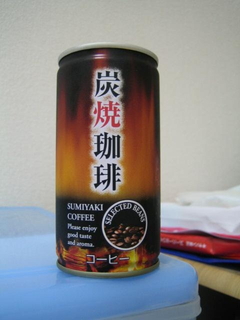 炭焼珈琲
SUMIYAKI
COFFEE
Please enjoy
good taste
and aroma.
SELECTED BEANS
コーヒー